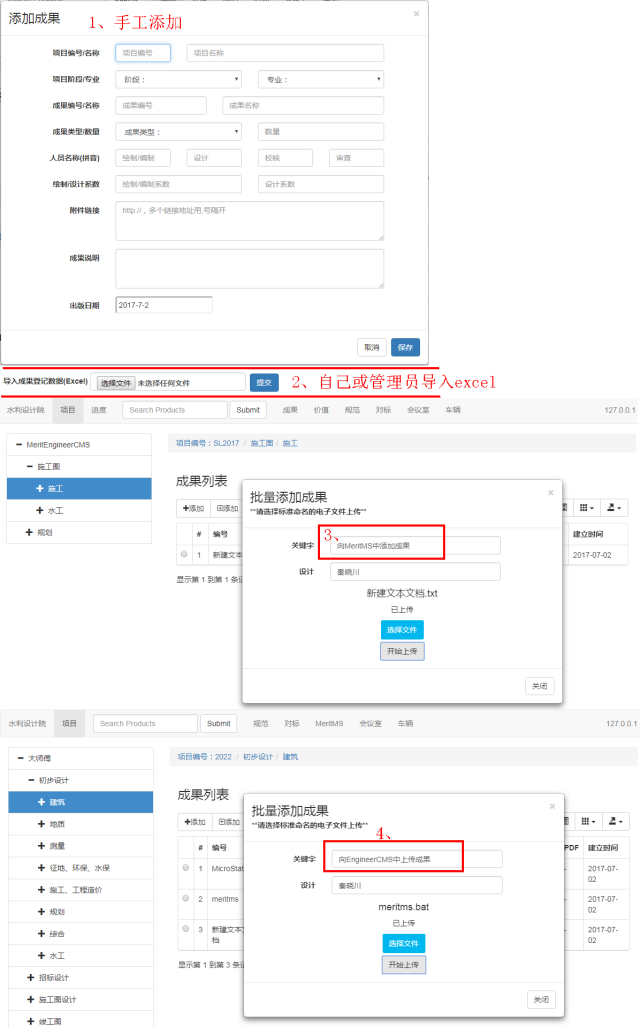 添加成果
×
1、手工添加
项目编号/名称 项目编号 项目名称
项目阶段/专业 阶段： 专业：
成果编号/名称 成果编号 成果名称
成果类型/数量 成果类型： 数量
人员名称(拼音) 绘制/编制 设计 校核 审查
绘制/设计系数 绘制/编制系数 设计系数
附件链接 http://，多个链接地址用,号隔开
成果说明
出版日期 2017-7-2
取消 保存
导入成果登记数据(Excel) 选择文件 未选择任何文件 提交 2、自己或管理员导入excel
水利设计院 项目 进度 Search Products Submit 成果 价值 规范 对标 会议室 车辆 127.0.0.1
MeritEngineerCMS
施工图
施工
水工
规划
项目编号：SL2017 / 施工图 / 施工
成果列表
添加 添加
# 编号 建立时间
1 新建文本 2017-07-02
显示第 1 到第 1 条记
批量添加成果 ×
**请选择标准命名的电子文件上传**
3、
关键字 向MeritMS中添加成果
设计 秦晓川
新建文本文档.txt
已上传
选择文件
开始上传
关闭
水利设计院 项目 Search Products Submit 规范 对标 MeritMS 会议室 车辆 127.0.0.1
大师傅
初步设计
建筑
地质
测量
征地、环保、水保
施工、工程造价
规划
综合
水工
招标设计
施工图设计
竣工图
项目编号：2022 / 初步设计 / 建筑
成果列表
添加 添加
# 编号 PDF 建立时间
1 MicroStat 2017-07-02
2 meritms 2017-07-02
3 新建文本文档 2017-07-02
显示第 1 到第 3 条记
批量添加成果 ×
**请选择标准命名的电子文件上传**
4、
关键字 向EngineerCMS中上传成果
设计 秦晓川
meritms.bat
已上传
选择文件
开始上传
关闭